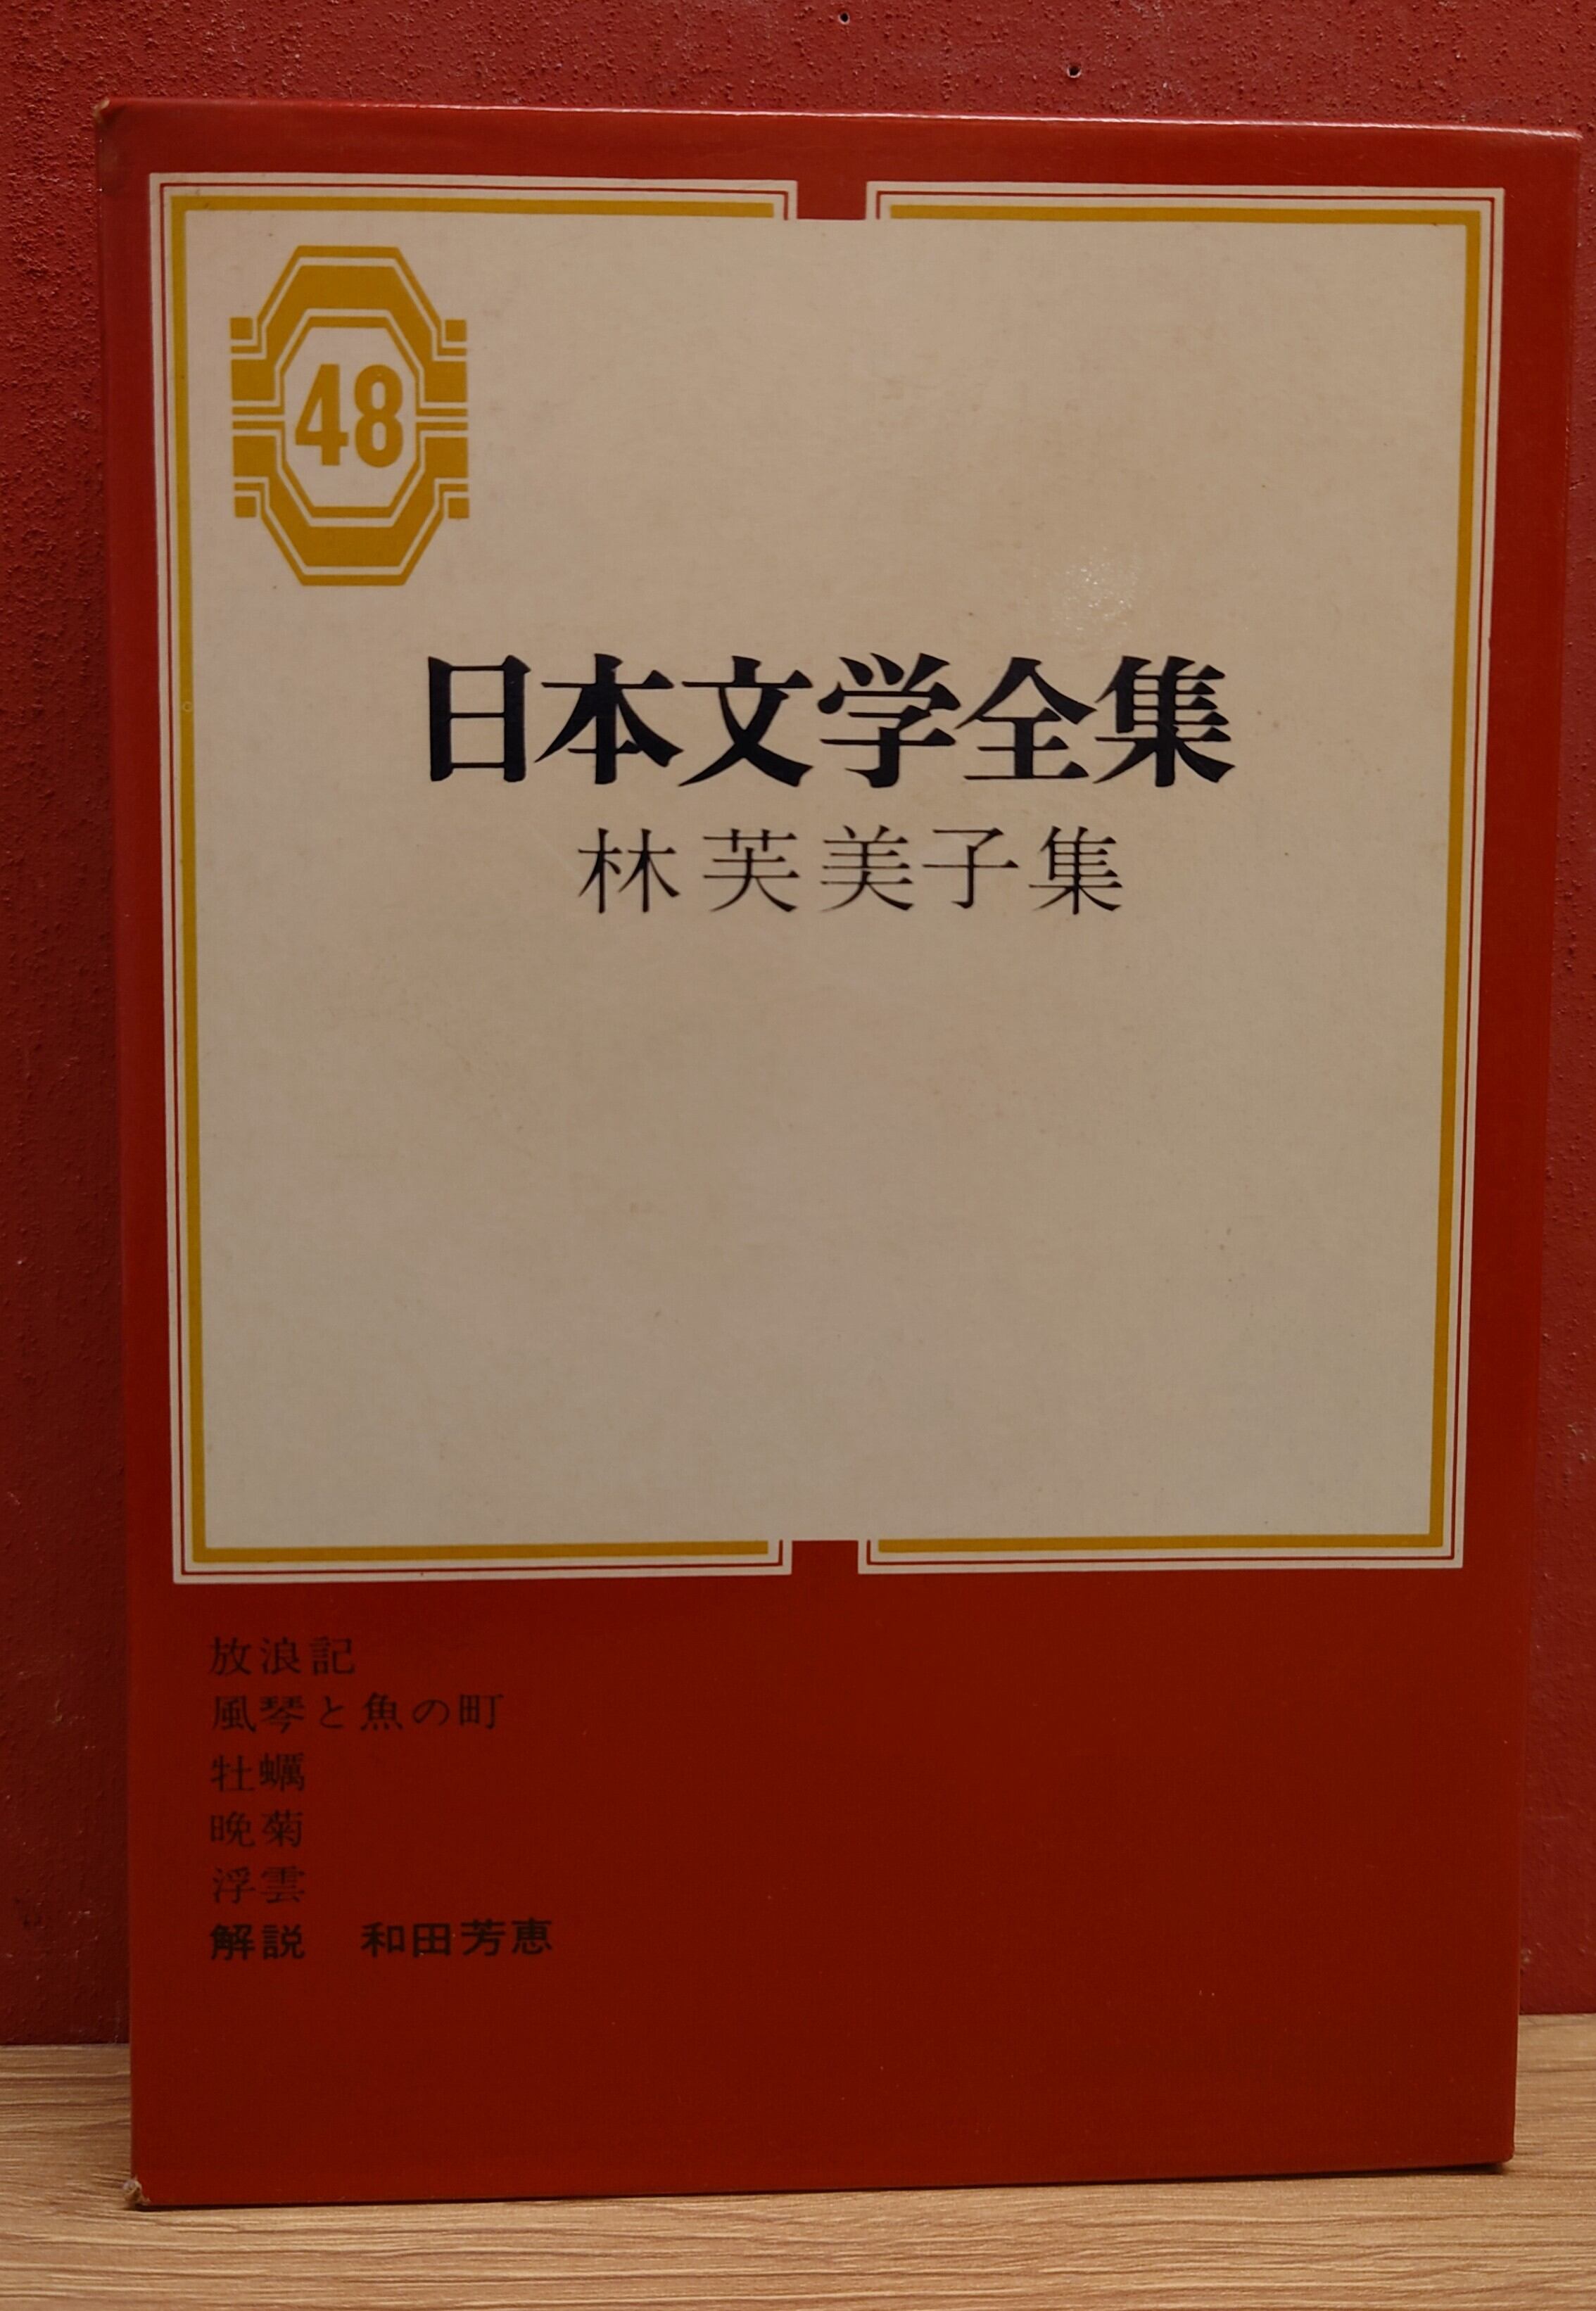 48
日本文学全集
林芙美子集
放浪記
風琴と魚の町
牡蠣
晩菊
浮雲
解説 和田芳恵